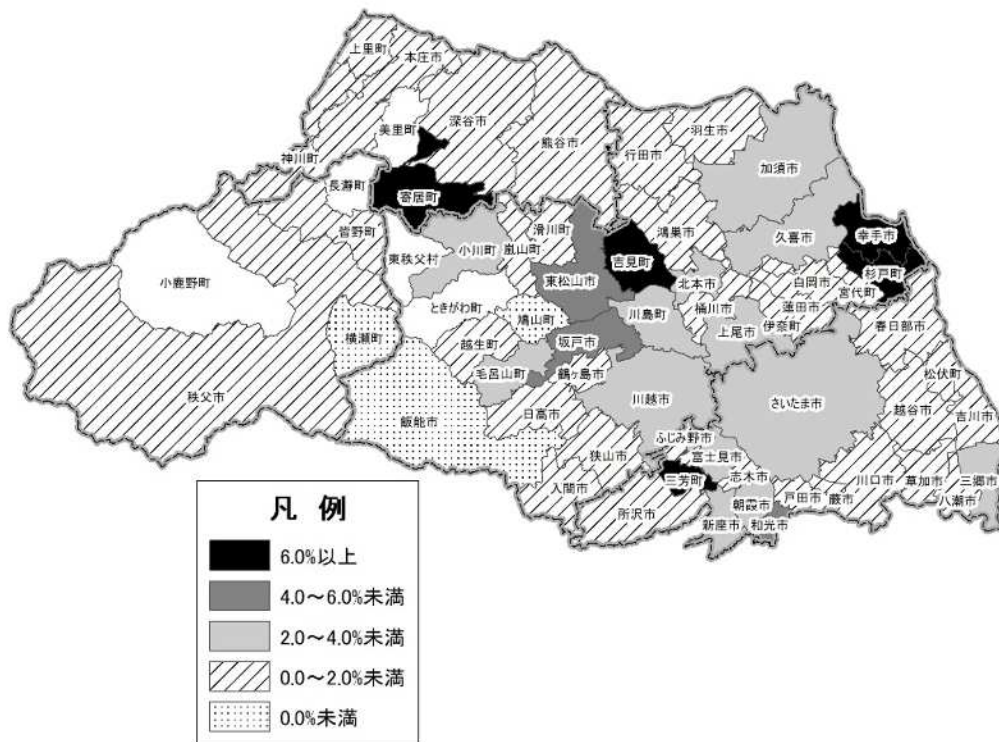 上里町
本庄市
美里町
深谷市
熊谷市
神川町
長瀞町
寄居町
皆野町
小鹿野町
秩父市
横瀬町
東秩父村
小川町
嵐山町
滑川町
ときがわ町
鳩山町
越生町
毛呂山町
飯能市
日高市
東松山市
吉見町
川島町
坂戸市
鶴ヶ島市
川越市
狭山市
入間市
所沢市
行田市
羽生市
加須市
鴻巣市
久喜市
幸手市
杉戸町
北本市
桶川市
白岡市
宮代町
蓮田市
伊奈町
上尾市
春日部市
さいたま市
松伏町
越谷市
吉川市
ふじみ野市
富士見市
三芳町
志木市
朝霞市
新座市
和光市
戸田市
蕨市
川口市
草加市
三郷市
八潮市
凡 例
6.0%以上
4.0～6.0%未満
2.0～4.0%未満
0.0～2.0%未満
0.0%未満